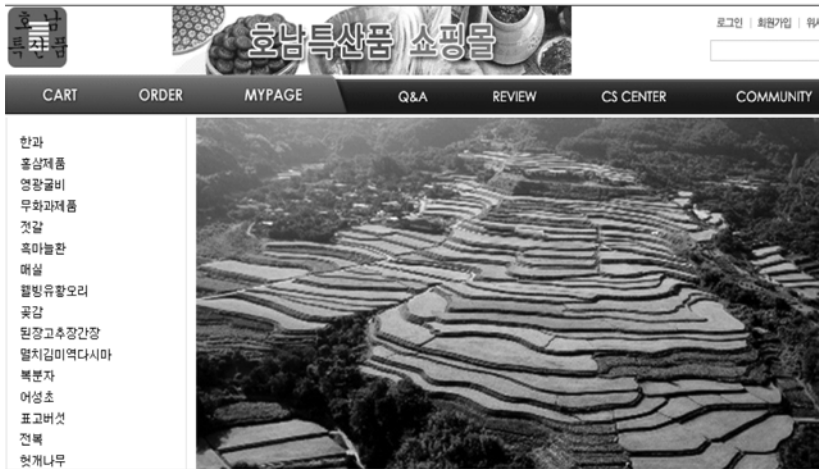 호남
특산품
호남특산품 쇼핑몰
로그인 | 회원가입 |
CART ORDER MYPAGE Q&A REVIEW CS CENTER COMMUNITY
한과
홍삼제품
영광굴비
무화과제품
젓갈
흑마늘환
매실
웰빙유황오리
곶감
된장고추장간장
멸치김미역다시마
복분자
어성초
표고버섯
전복
헛개나무